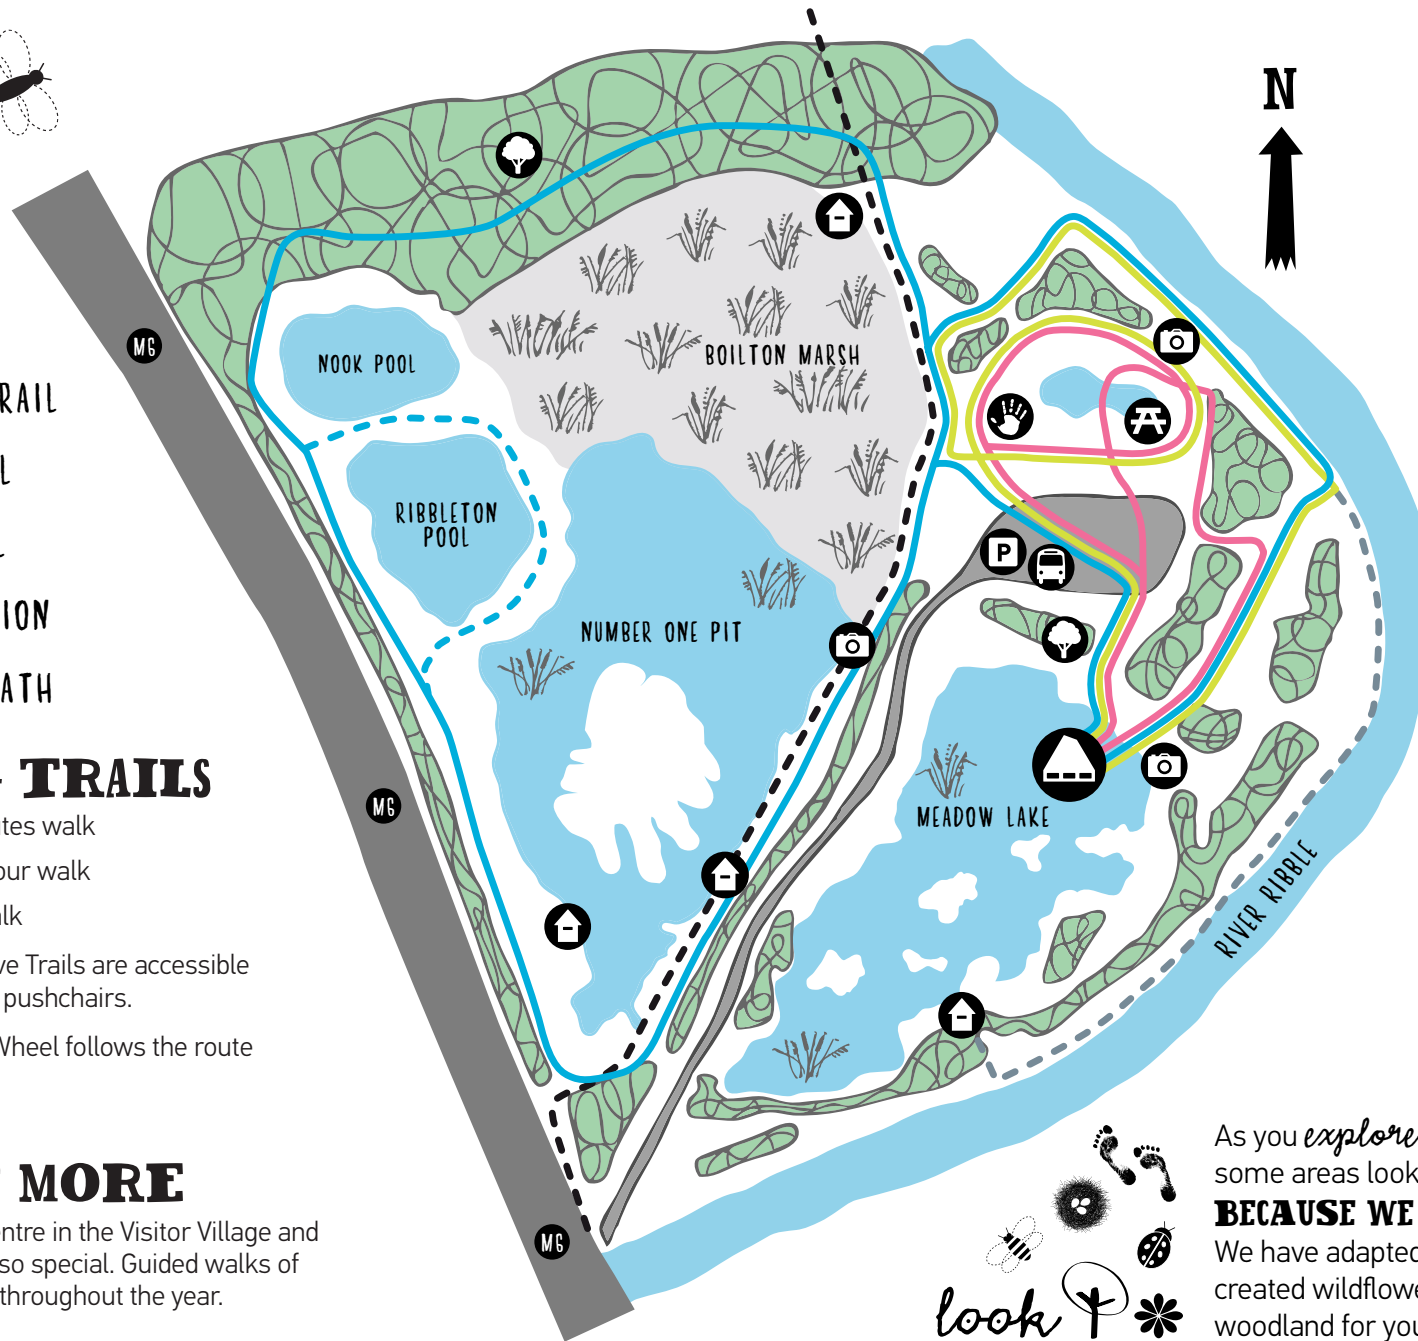 N
M6
NOOK POOL
BOILTON MARSH
RAIL
L
RIBBLETON
POOL
P
ION
NUMBER ONE PIT
ATH
TRAILS
M6
MEADOW LAKE
tes walk
our walk
alk
RIVER RIBBLE
ve Trails are accessible
pushchairs.
Wheel follows the route
As you explore
some areas look
MORE
BECAUSE WE
ntre in the Visitor Village and
M6
We have adapted
so special. Guided walks of
created wildflowe
throughout the year.
look
woodland for you